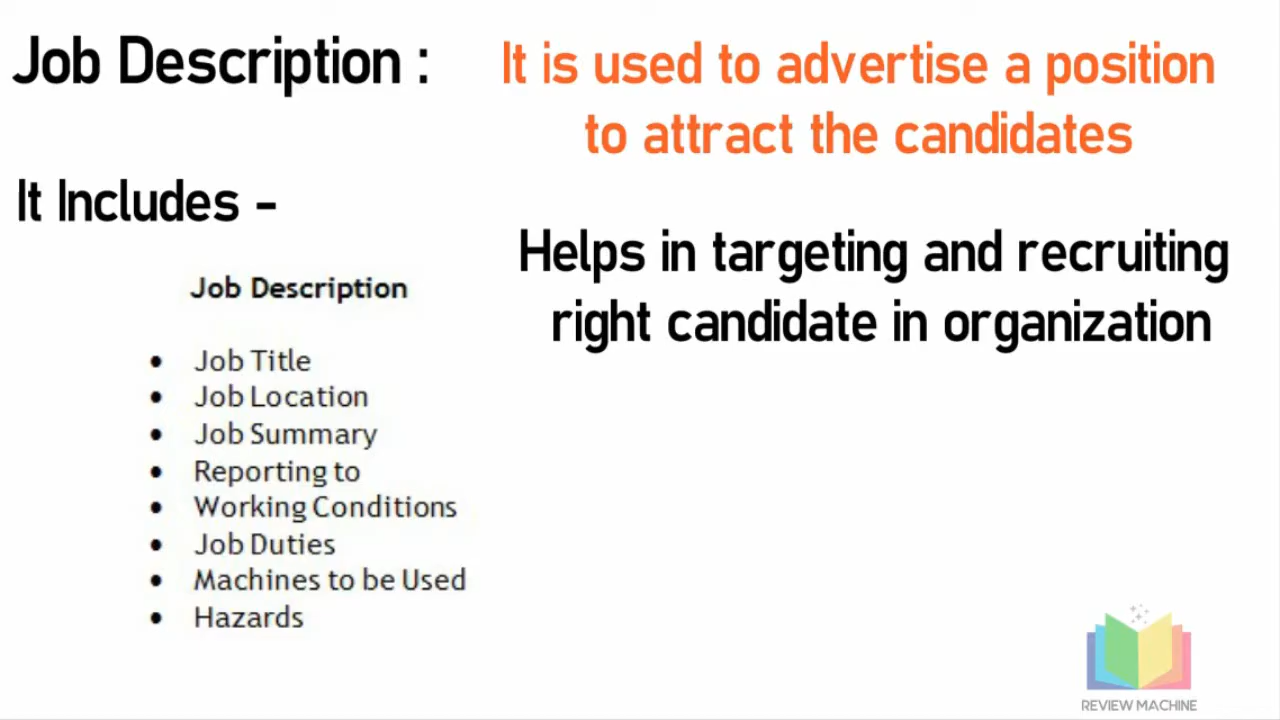 Job Description :
It is used to advertise a position
to attract the candidates
It Includes -
Helps in targeting and recruiting
right candidate in organization
Job Description
• Job Title
• Job Location
• Job Summary
• Reporting to
• Working Conditions
• Job Duties
• Machines to be Used
• Hazards
REVIEW MACHINE